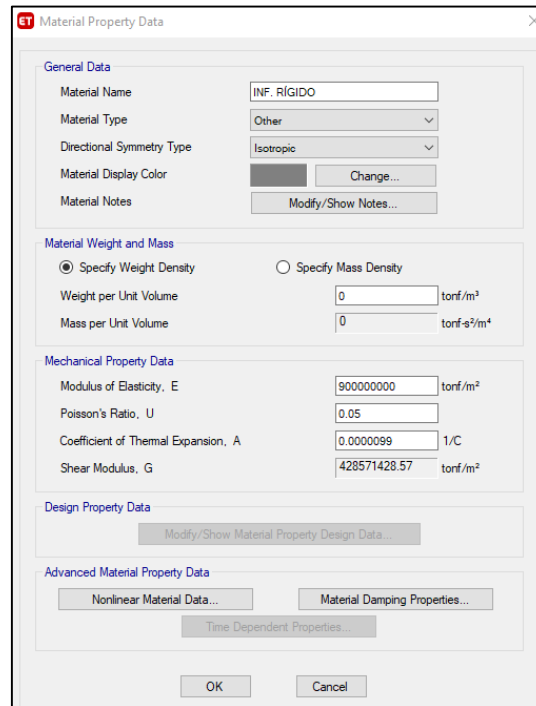 ET Material Property Data
General Data
Material Name INF. RÍGIDO
Material Type Other
Directional Symmetry Type Isotropic
Material Display Color Change...
Material Notes Modify/Show Notes...
Material Weight and Mass
Specify Weight Density Specify Mass Density
Weight per Unit Volume 0 tonf/m³
Mass per Unit Volume 0 tonf-s²/m⁴
Mechanical Property Data
Modulus of Elasticity, E 900000000 tonf/m²
Poisson's Ratio, U 0.05
Coefficient of Thermal Expansion, A 0.0000099 1/C
Shear Modulus, G 428571428.57 tonf/m²
Design Property Data
Modify/Show Material Property Design Data...
Advanced Material Property Data
Nonlinear Material Data... Material Damping Properties...
Time Dependent Properties...
OK Cancel